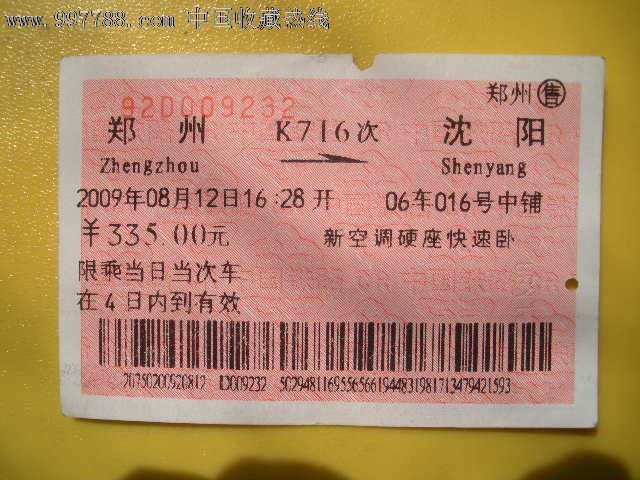 www.997788.com 中国收藏热线
郑州 售
92D009232
郑州 K716次 沈阳
Zhengzhou Shenyang
2009年08月12日16:28开 06车016号中铺
￥335.00元 新空调硬座快速卧
限乘当日当次车
在4日内到有效
20750200920812 D009232 5029481169556566194483198171347942 1593